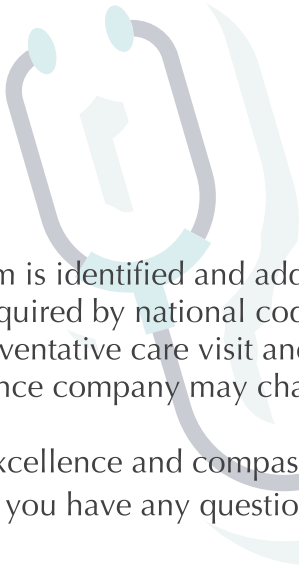 m is identified and add
quired by national cod
ventative care visit and
nce company may cha
xcellence and compas
you have any questio